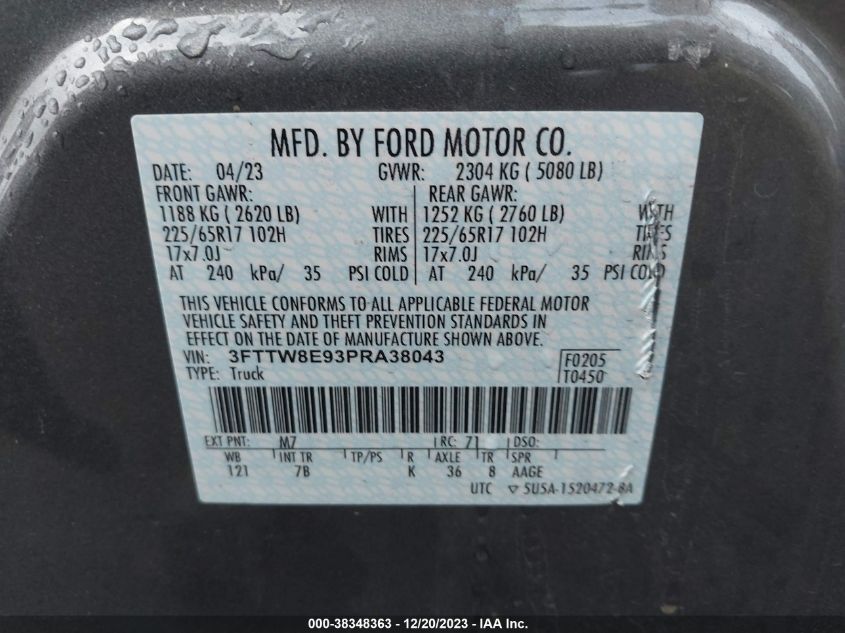 MFD. BY FORD MOTOR CO.
DATE: 04/23 GVWR: 2304 KG ( 5080 LB)
FRONT GAWR: REAR GAWR:
1188 KG ( 2620 LB) WITH 1252 KG ( 2760 LB) WITH
225/65R17 102H TIRES 225/65R17 102H TIRES
17x7.0J RIMS 17x7.0J RIMS
AT 240 kPa/ 35 PSI COLD AT 240 kPa/ 35 PSI COLD
THIS VEHICLE CONFORMS TO ALL APPLICABLE FEDERAL MOTOR
VEHICLE SAFETY AND THEFT PREVENTION STANDARDS IN
EFFECT ON THE DATE OF MANUFACTURE SHOWN ABOVE.
VIN: 3FTTW8E93PRA38043 F0205
TYPE: Truck T0450
EXT PNT: M7 RC: 71 DSO:
WB INT TR TP/PS R AXLE TR SPR
121 7B K 36 8 AAGE
UTC ▽ 5U5A-1520472-8A
000-38348363 - 12/20/2023 - IAA Inc.